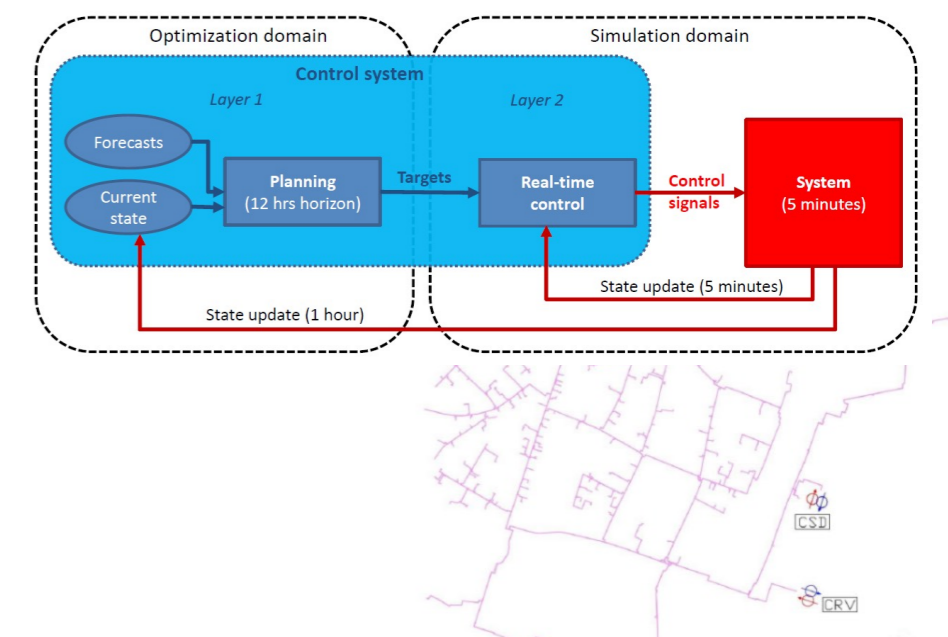 Optimization domain
Simulation domain
Control system
Layer 1
Layer 2
Forecasts
Current
state
Planning
(12 hrs horizon)
Targets
Real-time
control
Control
signals
System
(5 minutes)
State update (5 minutes)
State update (1 hour)
CSD
CRV